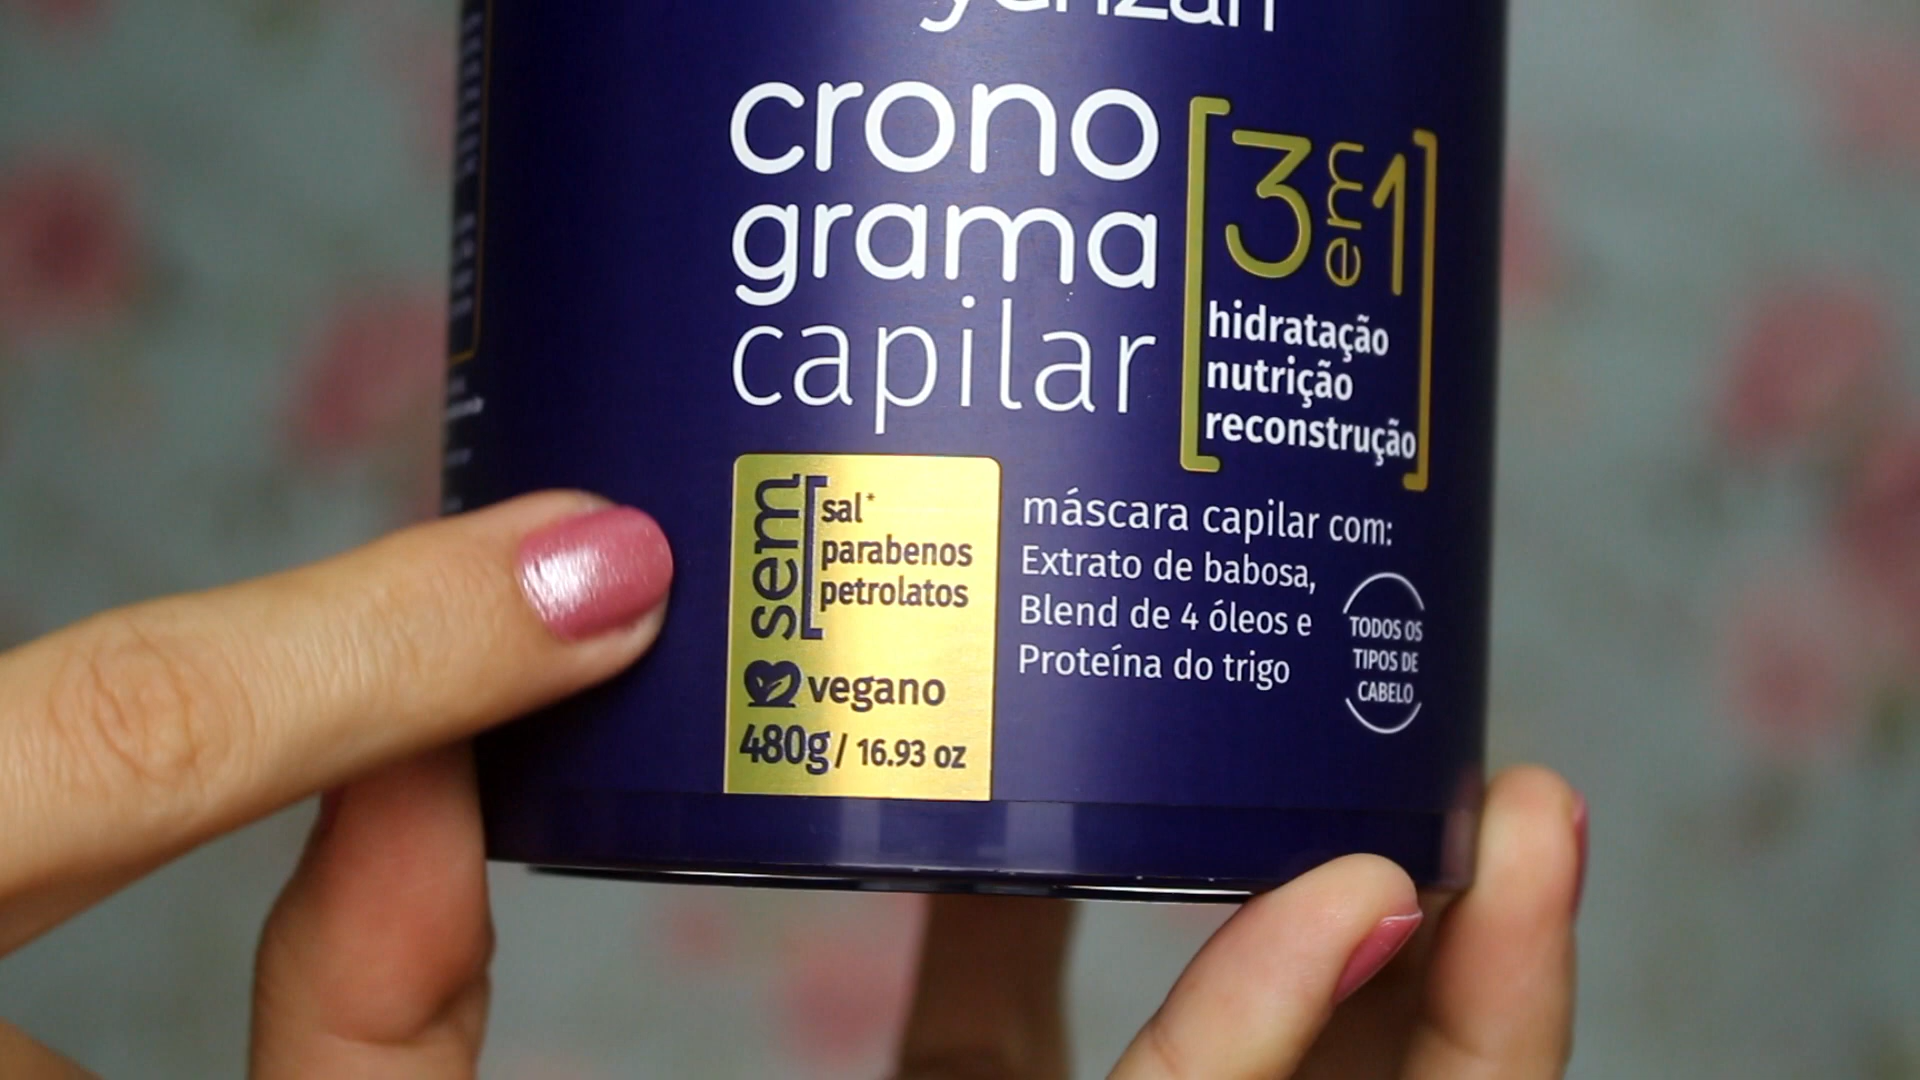 crono
grama
capilar
3 em 1
hidratação
nutrição
reconstrução
sem
sal*
parabenos
petrolatos
vegano
480g / 16.93 oz
máscara capilar com:
Extrato de babosa,
Blend de 4 óleos e
Proteína do trigo
TODOS OS
TIPOS DE
CABELO